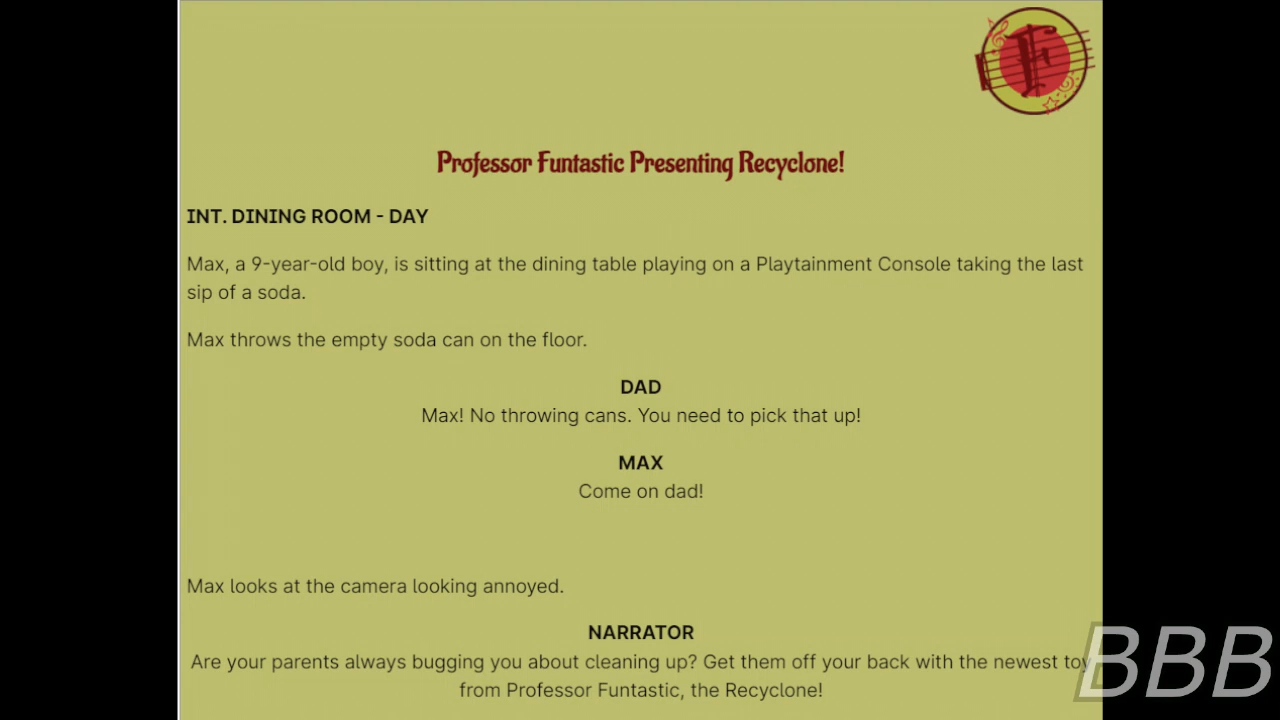 F
Professor Funtastic Presenting Recyclone!
INT. DINING ROOM - DAY
Max, a 9-year-old boy, is sitting at the dining table playing on a Playtainment Console taking the last
sip of a soda.
Max throws the empty soda can on the floor.
DAD
Max! No throwing cans. You need to pick that up!
MAX
Come on dad!
Max looks at the camera looking annoyed.
NARRATOR
Are your parents always bugging you about cleaning up? Get them off your back with the newest toy
from Professor Funtastic, the Recyclone!
BBB